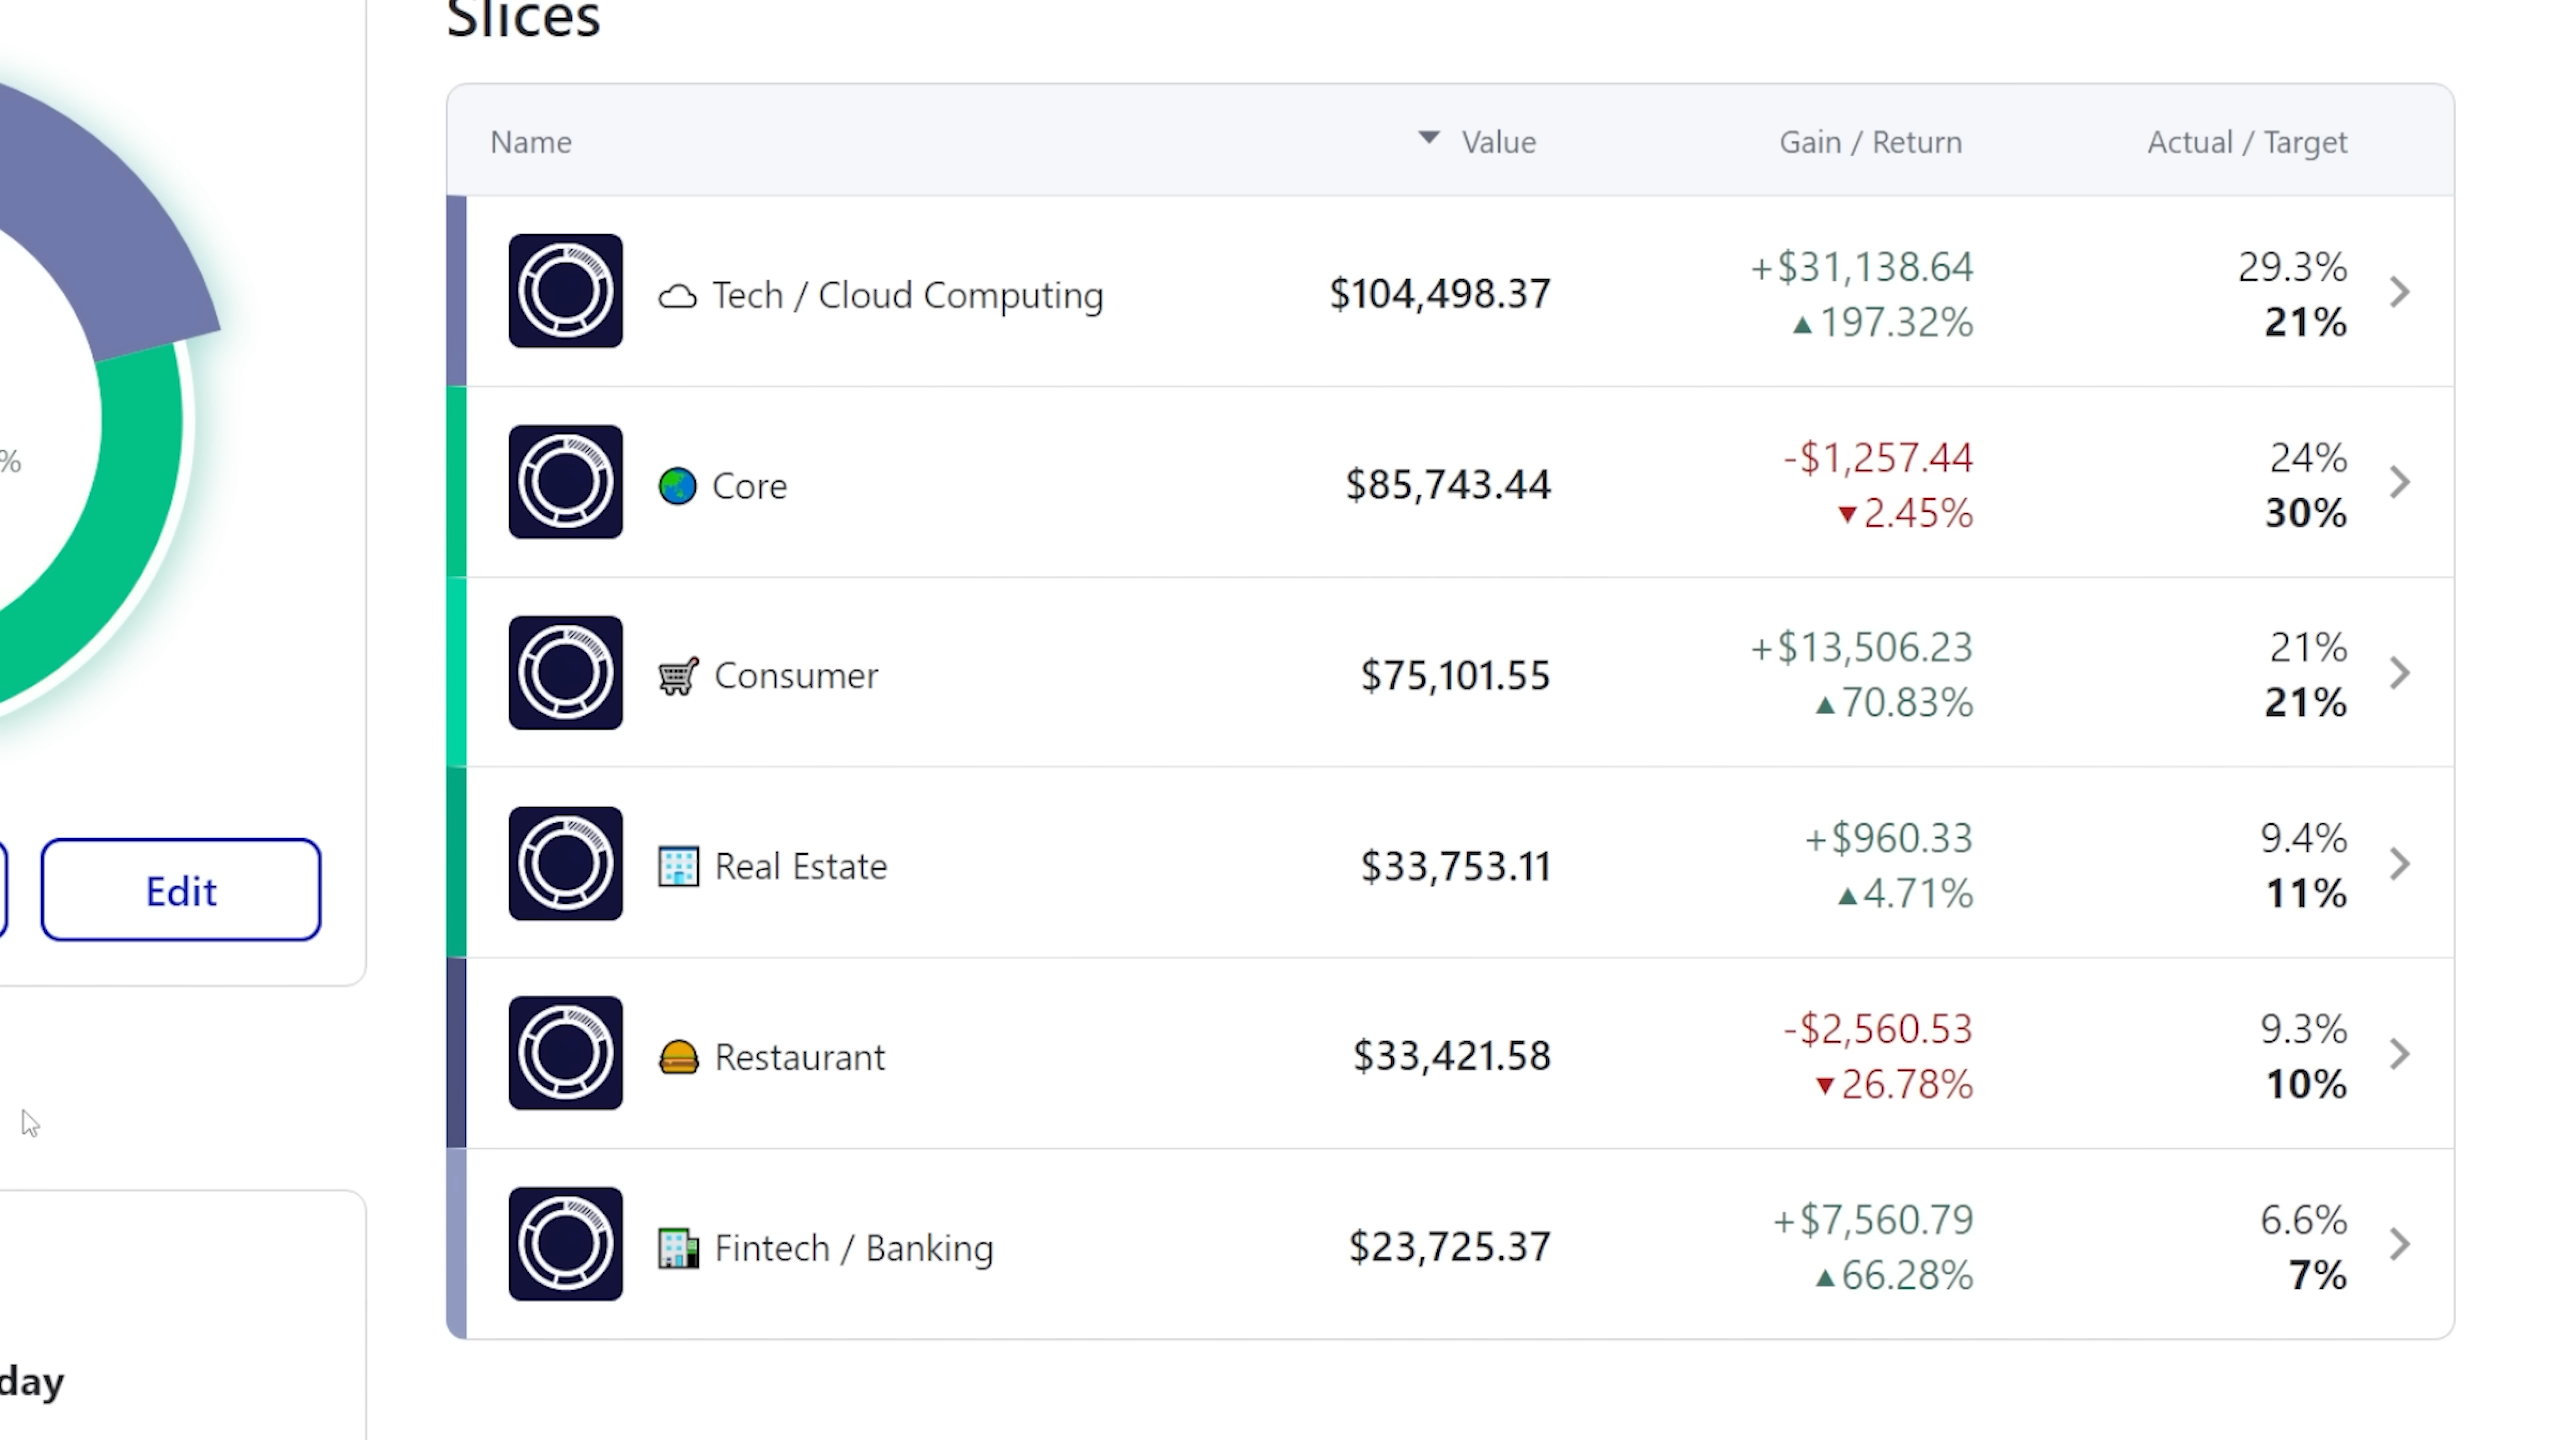 Slices
Name ▼ Value Gain / Return Actual / Target
Tech / Cloud Computing $104,498.37 +$31,138.64 29.3%
▲197.32% 21%
Core $85,743.44 -$1,257.44 24%
▼2.45% 30%
%
Consumer $75,101.55 +$13,506.23 21%
▲70.83% 21%
Real Estate $33,753.11 +$960.33 9.4%
▲4.71% 11%
Edit
Restaurant $33,421.58 -$2,560.53 9.3%
▼26.78% 10%
Fintech / Banking $23,725.37 +$7,560.79 6.6%
▲66.28% 7%
day